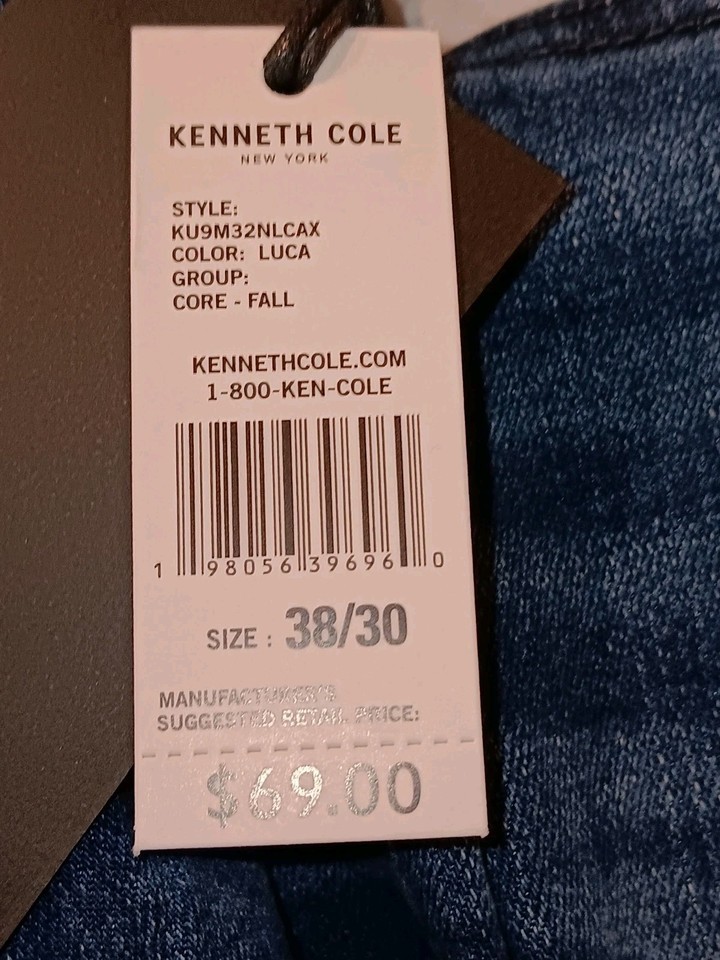 KENNETH COLE
NEW YORK
STYLE:
KU9M32NLCAX
COLOR: LUCA
GROUP:
CORE - FALL
KENNETHCOLE.COM
1-800-KEN-COLE
1 98056 39696 0
SIZE : 38/30
MANUFACTURER'S
SUGGESTED RETAIL PRICE:
$69.00